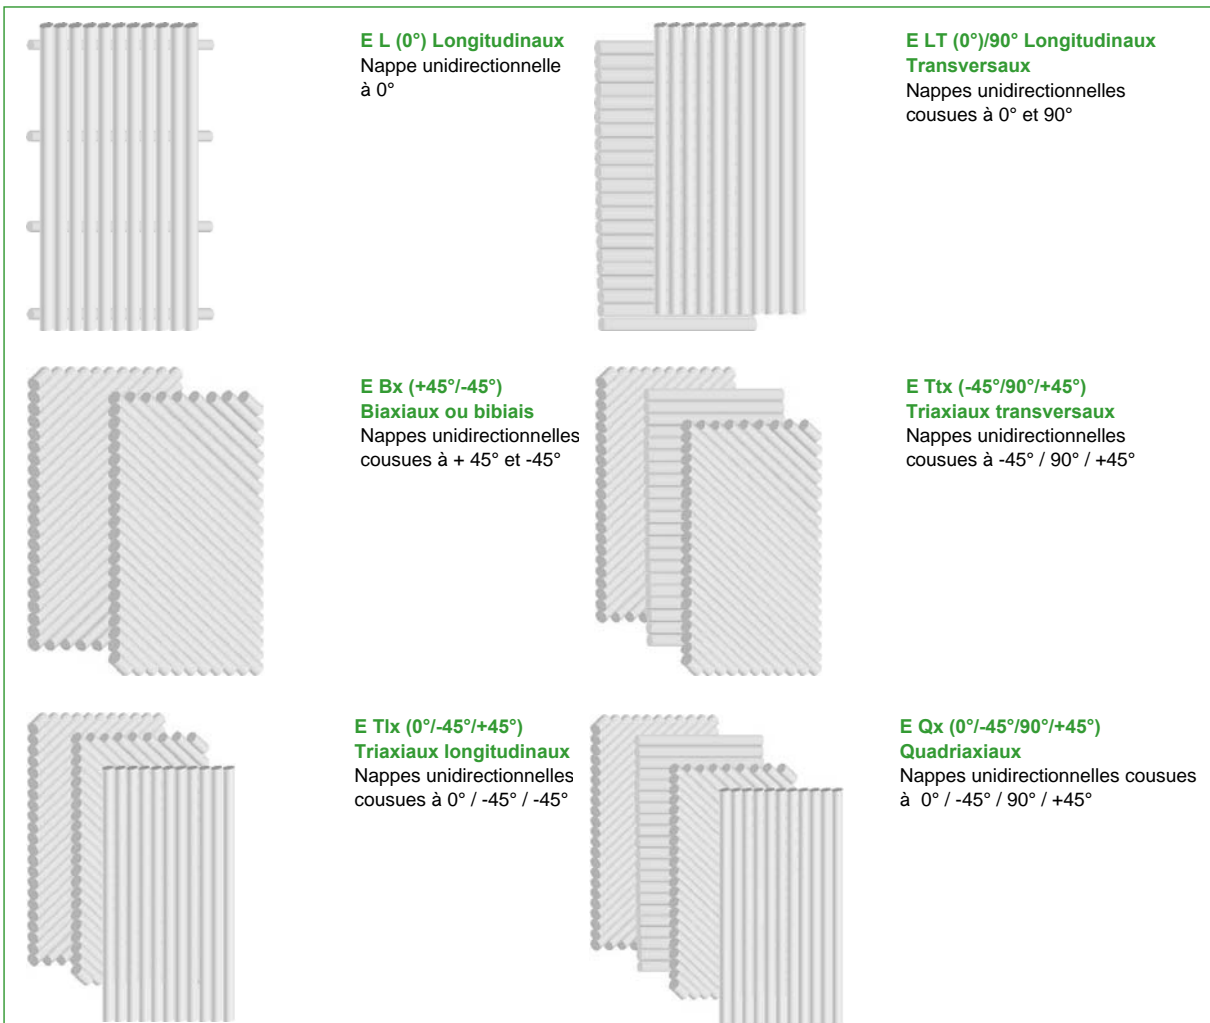 E L (0°) Longitudinaux
Nappe unidirectionnelle
à 0°
E LT (0°)/90° Longitudinaux
Transversaux
Nappes unidirectionnelles
cousues à 0° et 90°
E Bx (+45°/-45°)
Biaxiaux ou bibiais
Nappes unidirectionnelles
cousues à + 45° et -45°
E Ttx (-45°/90°/+45°)
Triaxiaux transversaux
Nappes unidirectionnelles
cousues à -45° / 90° / +45°
E Tlx (0°/-45°/+45°)
Triaxiaux longitudinaux
Nappes unidirectionnelles
cousues à 0° / -45° / -45°
E Qx (0°/-45°/90°/+45°)
Quadriaxiaux
Nappes unidirectionnelles cousues
à  0° / -45° / 90° / +45°